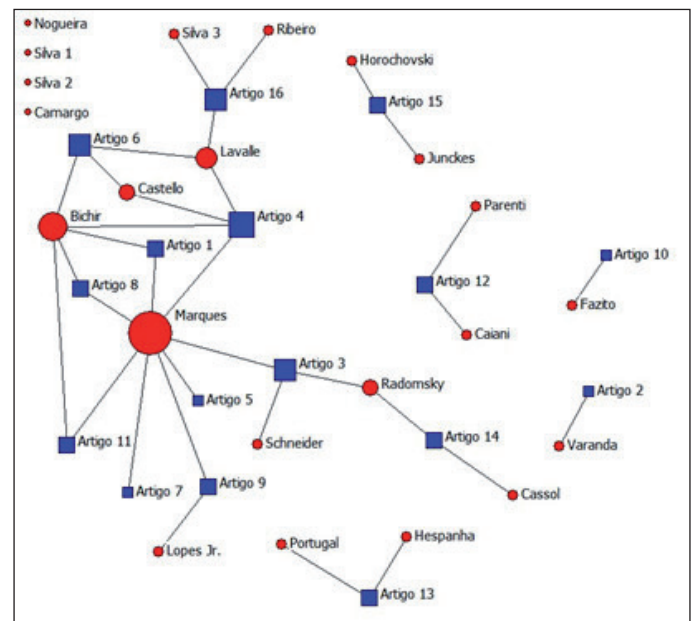 Nogueira
Silva 3
Ribeiro
Silva 1
Horochovski
Silva 2
Artigo 16
Artigo 15
Camargo
Artigo 6
Lavalle
Junckes
Castello
Parenti
Bichir
Artigo 4
Artigo 1
Artigo 10
Artigo 8
Artigo 12
Marques
Fazito
Caiani
Artigo 3
Radomsky
Artigo 2
Artigo 5
Artigo 11
Schneider
Artigo 14
Varanda
Artigo 7
Artigo 9
Cassol
Lopes Jr.
Portugal
Hespanha
Artigo 13